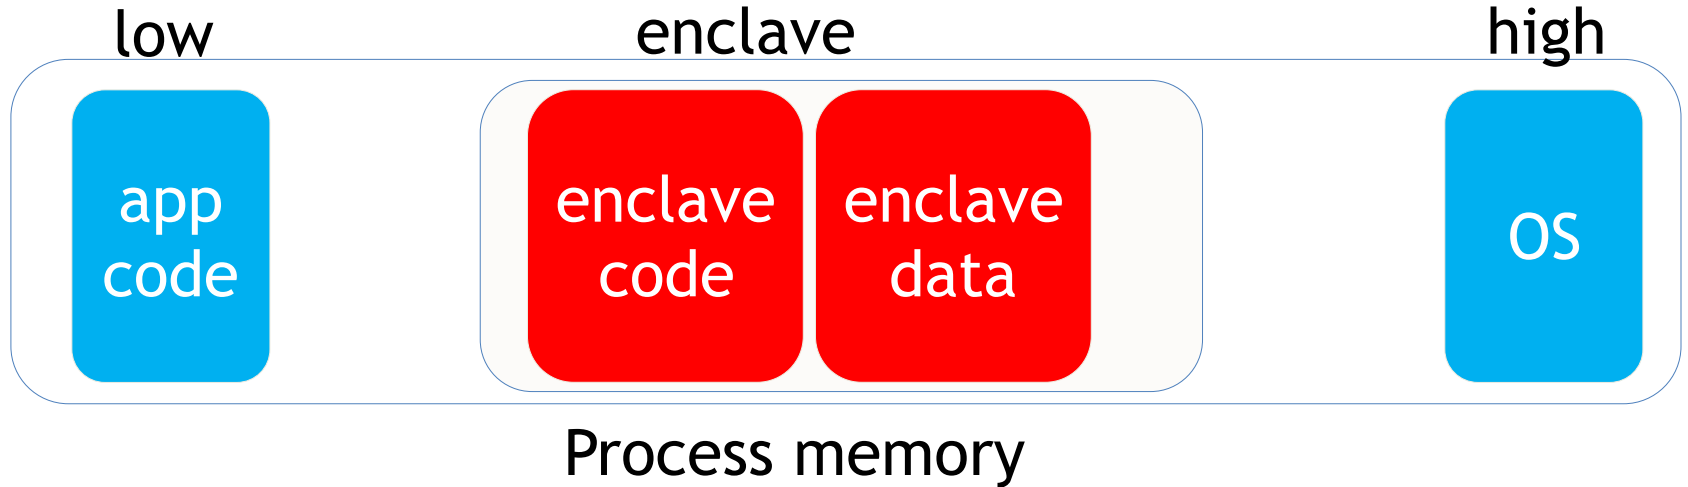 low
enclave
high
app
code
enclave
code
enclave
data
OS
Process memory